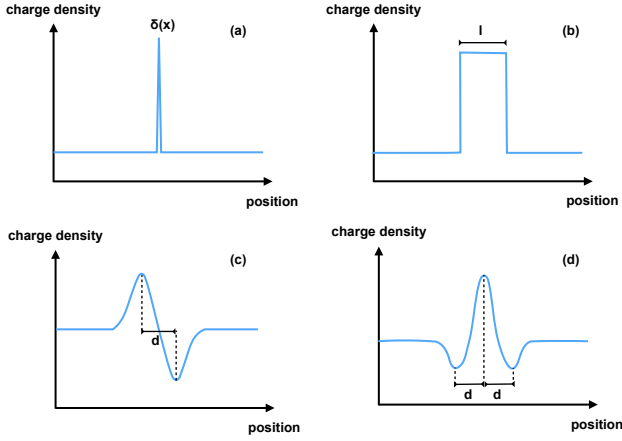 charge density
δ(x)
(a)
position
charge density
l
(b)
position
charge density
(c)
d
position
charge density
(d)
d
d
position